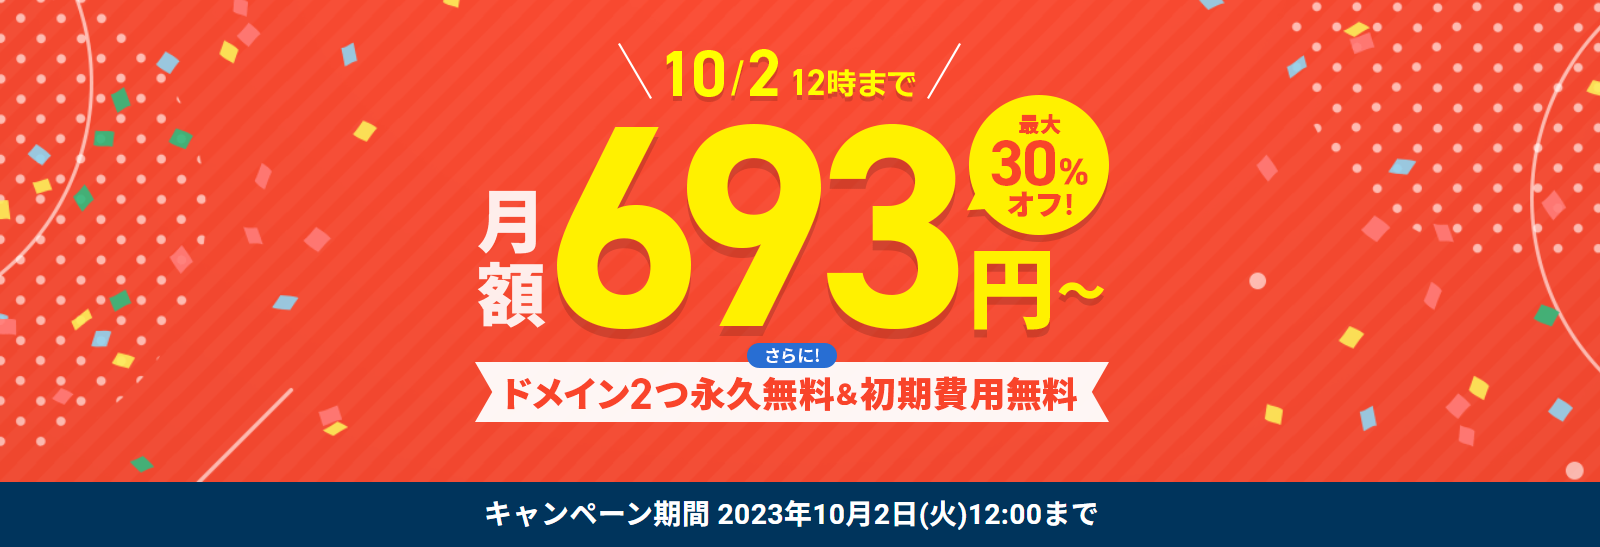 10/2 12時まで
月額693円～
最大
30%
オフ!
さらに!
ドメイン2つ永久無料&初期費用無料
キャンペーン期間 2023年10月2日(火)12:00まで